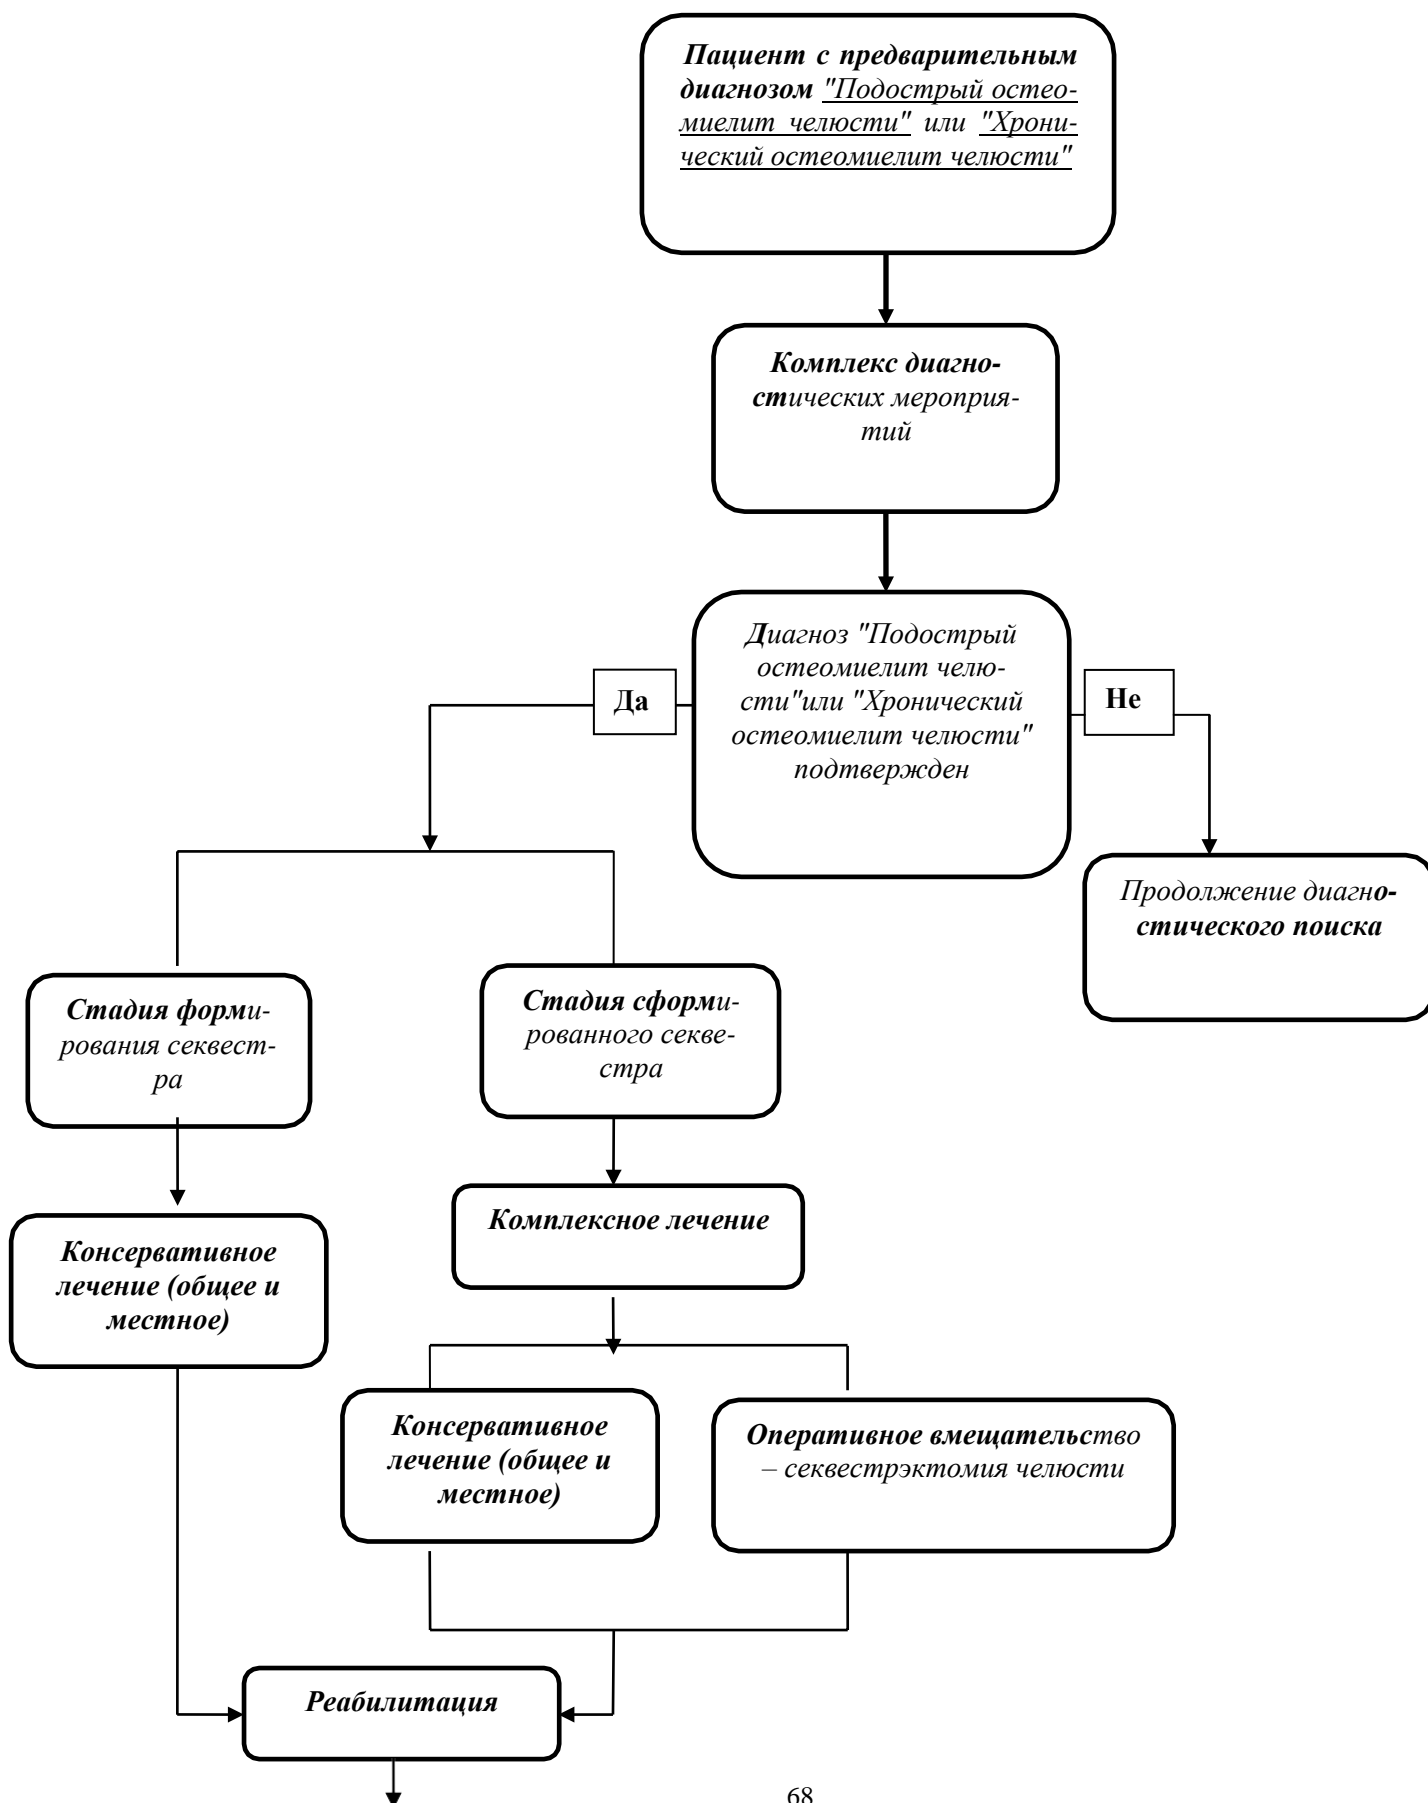 Пациент с предварительным
диагнозом "Подострый остео-
миелит челюсти" или "Хрони-
ческий остеомиелит челюсти"
Комплекс диагно-
стических мероприя-
тий
Диагноз "Подострый
остеомиелит челю-
сти"или "Хронический
остеомиелит челюсти"
подтвержден
Да
Не
Продолжение диагно-
стического поиска
Стадия форми-
рования секвест-
ра
Стадия сформи-
рованного секве-
стра
Консервативное
лечение (общее и
местное)
Комплексное лечение
Консервативное
лечение (общее и
местное)
Оперативное вмещательство
– секвестрэктомия челюсти
Реабилитация
68